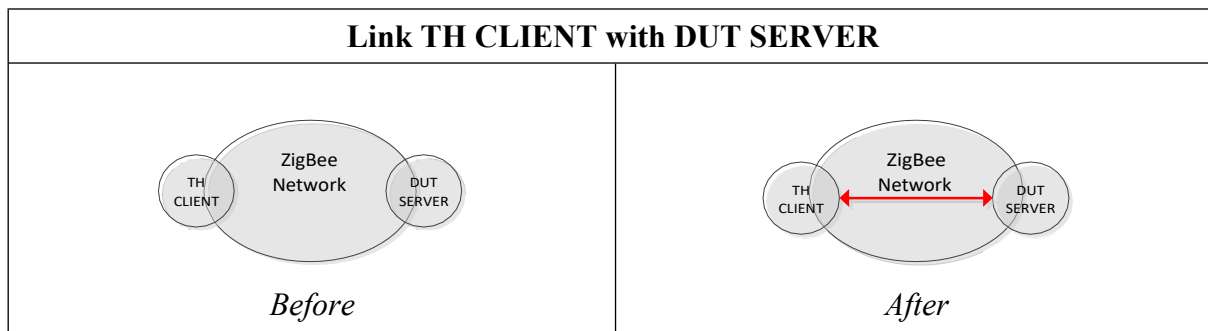 Link TH CLIENT with DUT SERVER
ZigBee
Network
TH
CLIENT
DUT
SERVER
Before
ZigBee
Network
TH
CLIENT
DUT
SERVER
After